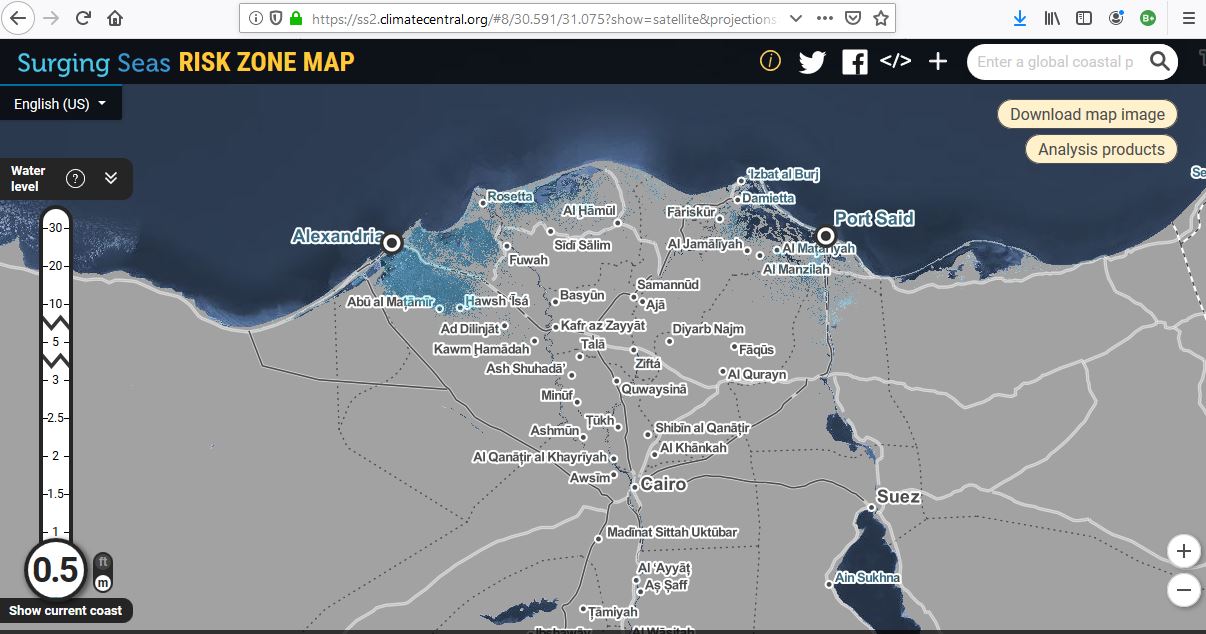 https://ss2.climatecentral.org/#8/30.591/31.075?show=satellite&projections
B+
Surging Seas RISK ZONE MAP
i
</>
Enter a global coastal p
English (US)
Download map image
Analysis products
Water level
?
30
20
10
5
3
2.5
2
1.5
1
0.5
ft
m
Show current coast
Se
'Izbat al Burj
Rosetta
Damietta
Al Ḩāmūl
Fāriskūr
Port Said
Alexandria
Sīdī Sālim
Al Jamālīyah
Al Maţarīyah
Fuwah
Al Manzilah
Samannūd
Abū al Maţāmīr
Hawsh 'Īsá
Basyūn
Ajā
Ad Dilinjāt
Kafr az Zayyāt
Diyarb Najm
Kawm Ḩamādah
Talā
Fāqūs
Ash Shuhadā'
Ziftá
Al Qurayn
Minūf
Quwaysinā
Ţūkh
Ashmūn
Shibīn al Qanāţir
Al Khānkah
Al Qanāţir al Khayrīyah
Awsīm
Cairo
Suez
Madīnat Sittah Uktūbar
Al 'Ayyāţ
Aş Şaff
Ain Sukhna
Ţāmiyah
Ibshawāy
Al Wāsiţah
+
−